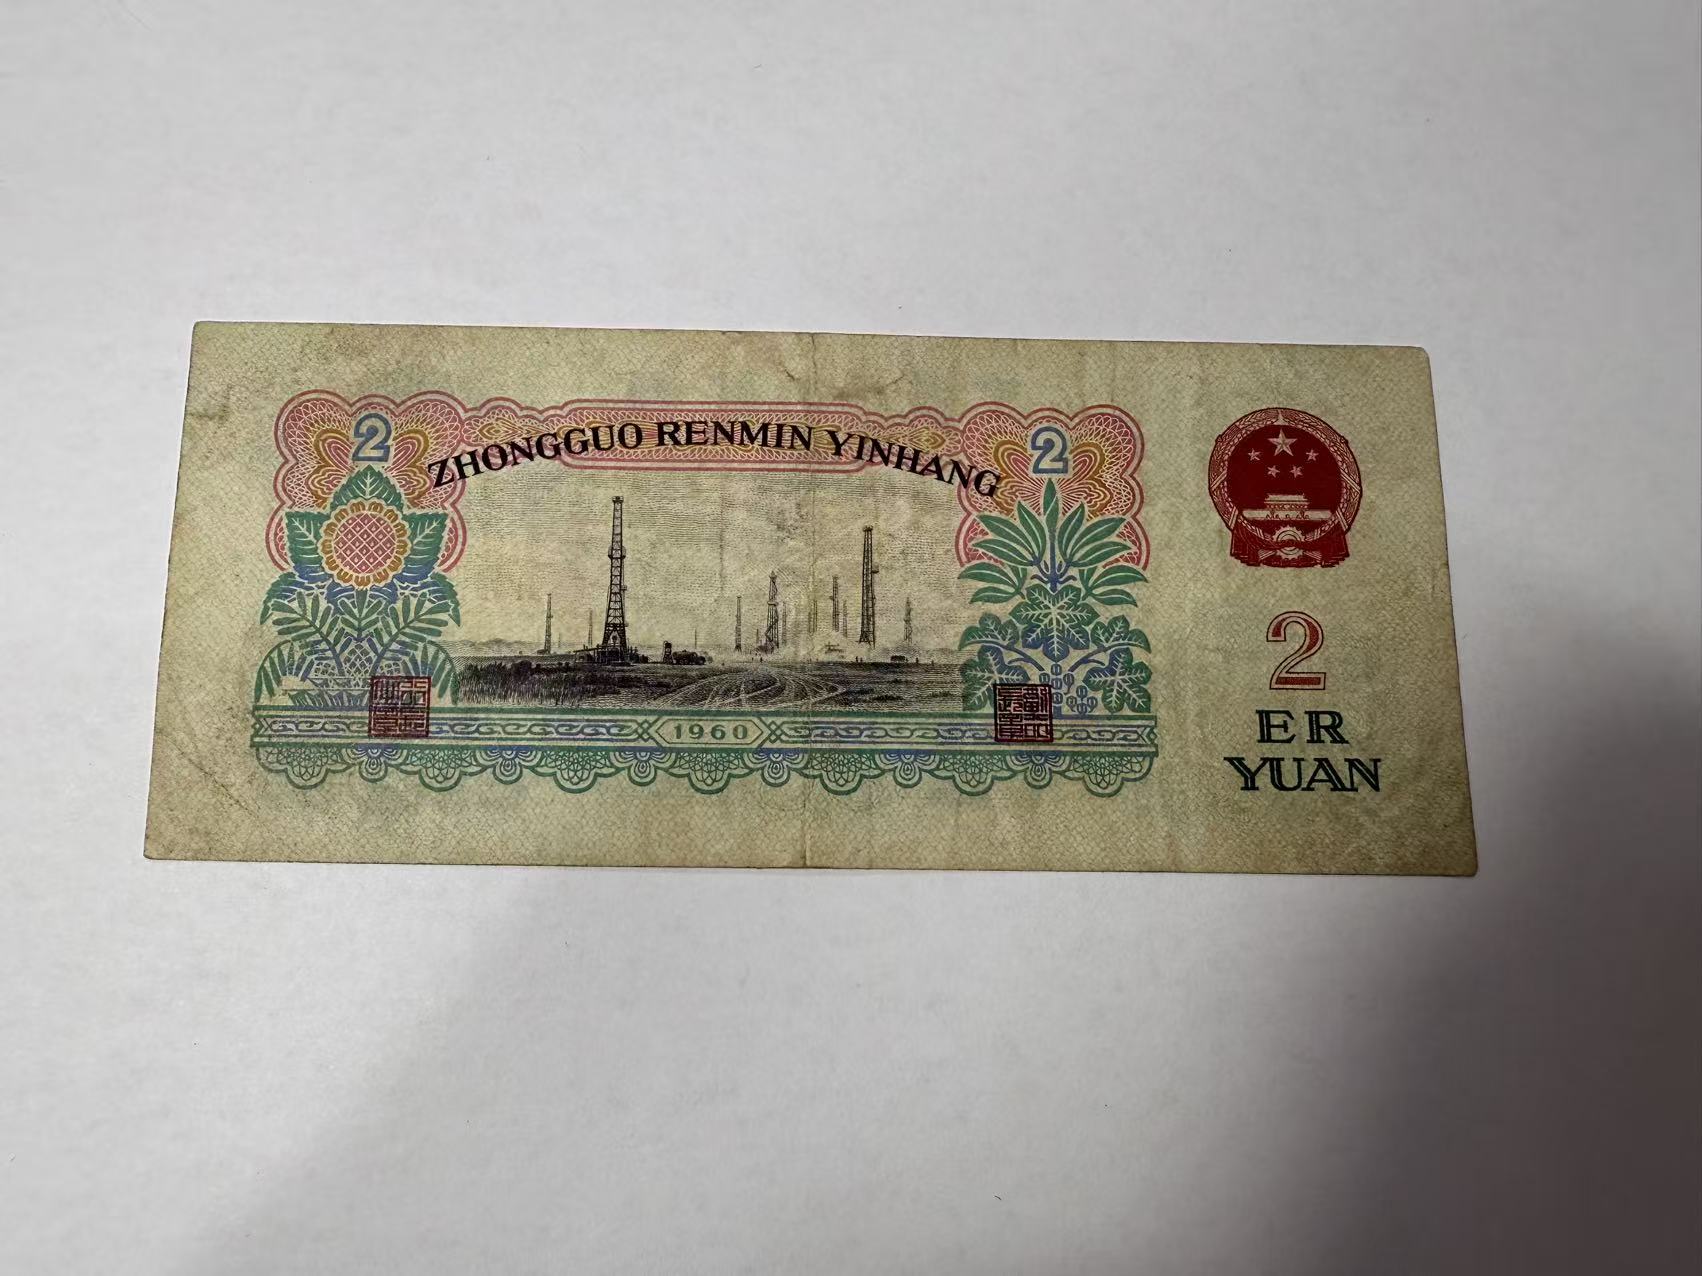 2
2
ZHONGGUO RENMIN YINHANG
1960
2
ER
YUAN